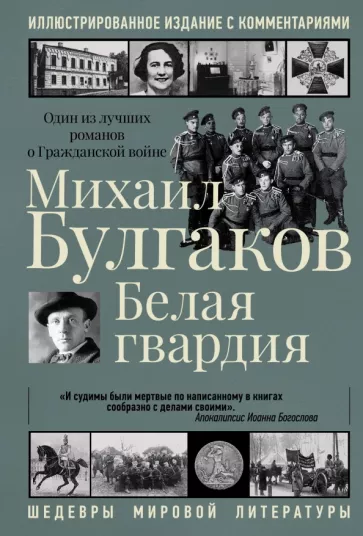 ИЛЛЮСТРИРОВАННОЕ ИЗДАНИЕ С КОММЕНТАРИЯМИ
Один из лучших
романов
о Гражданской войне
Михаил
Булгаков
Белая
гвардия
«И судимы были мертвые по написанному в книгах
сообразно с делами своими».
Апокалипсис Иоанна Богослова
ШЕДЕВРЫ МИРОВОЙ ЛИТЕРАТУРЫ